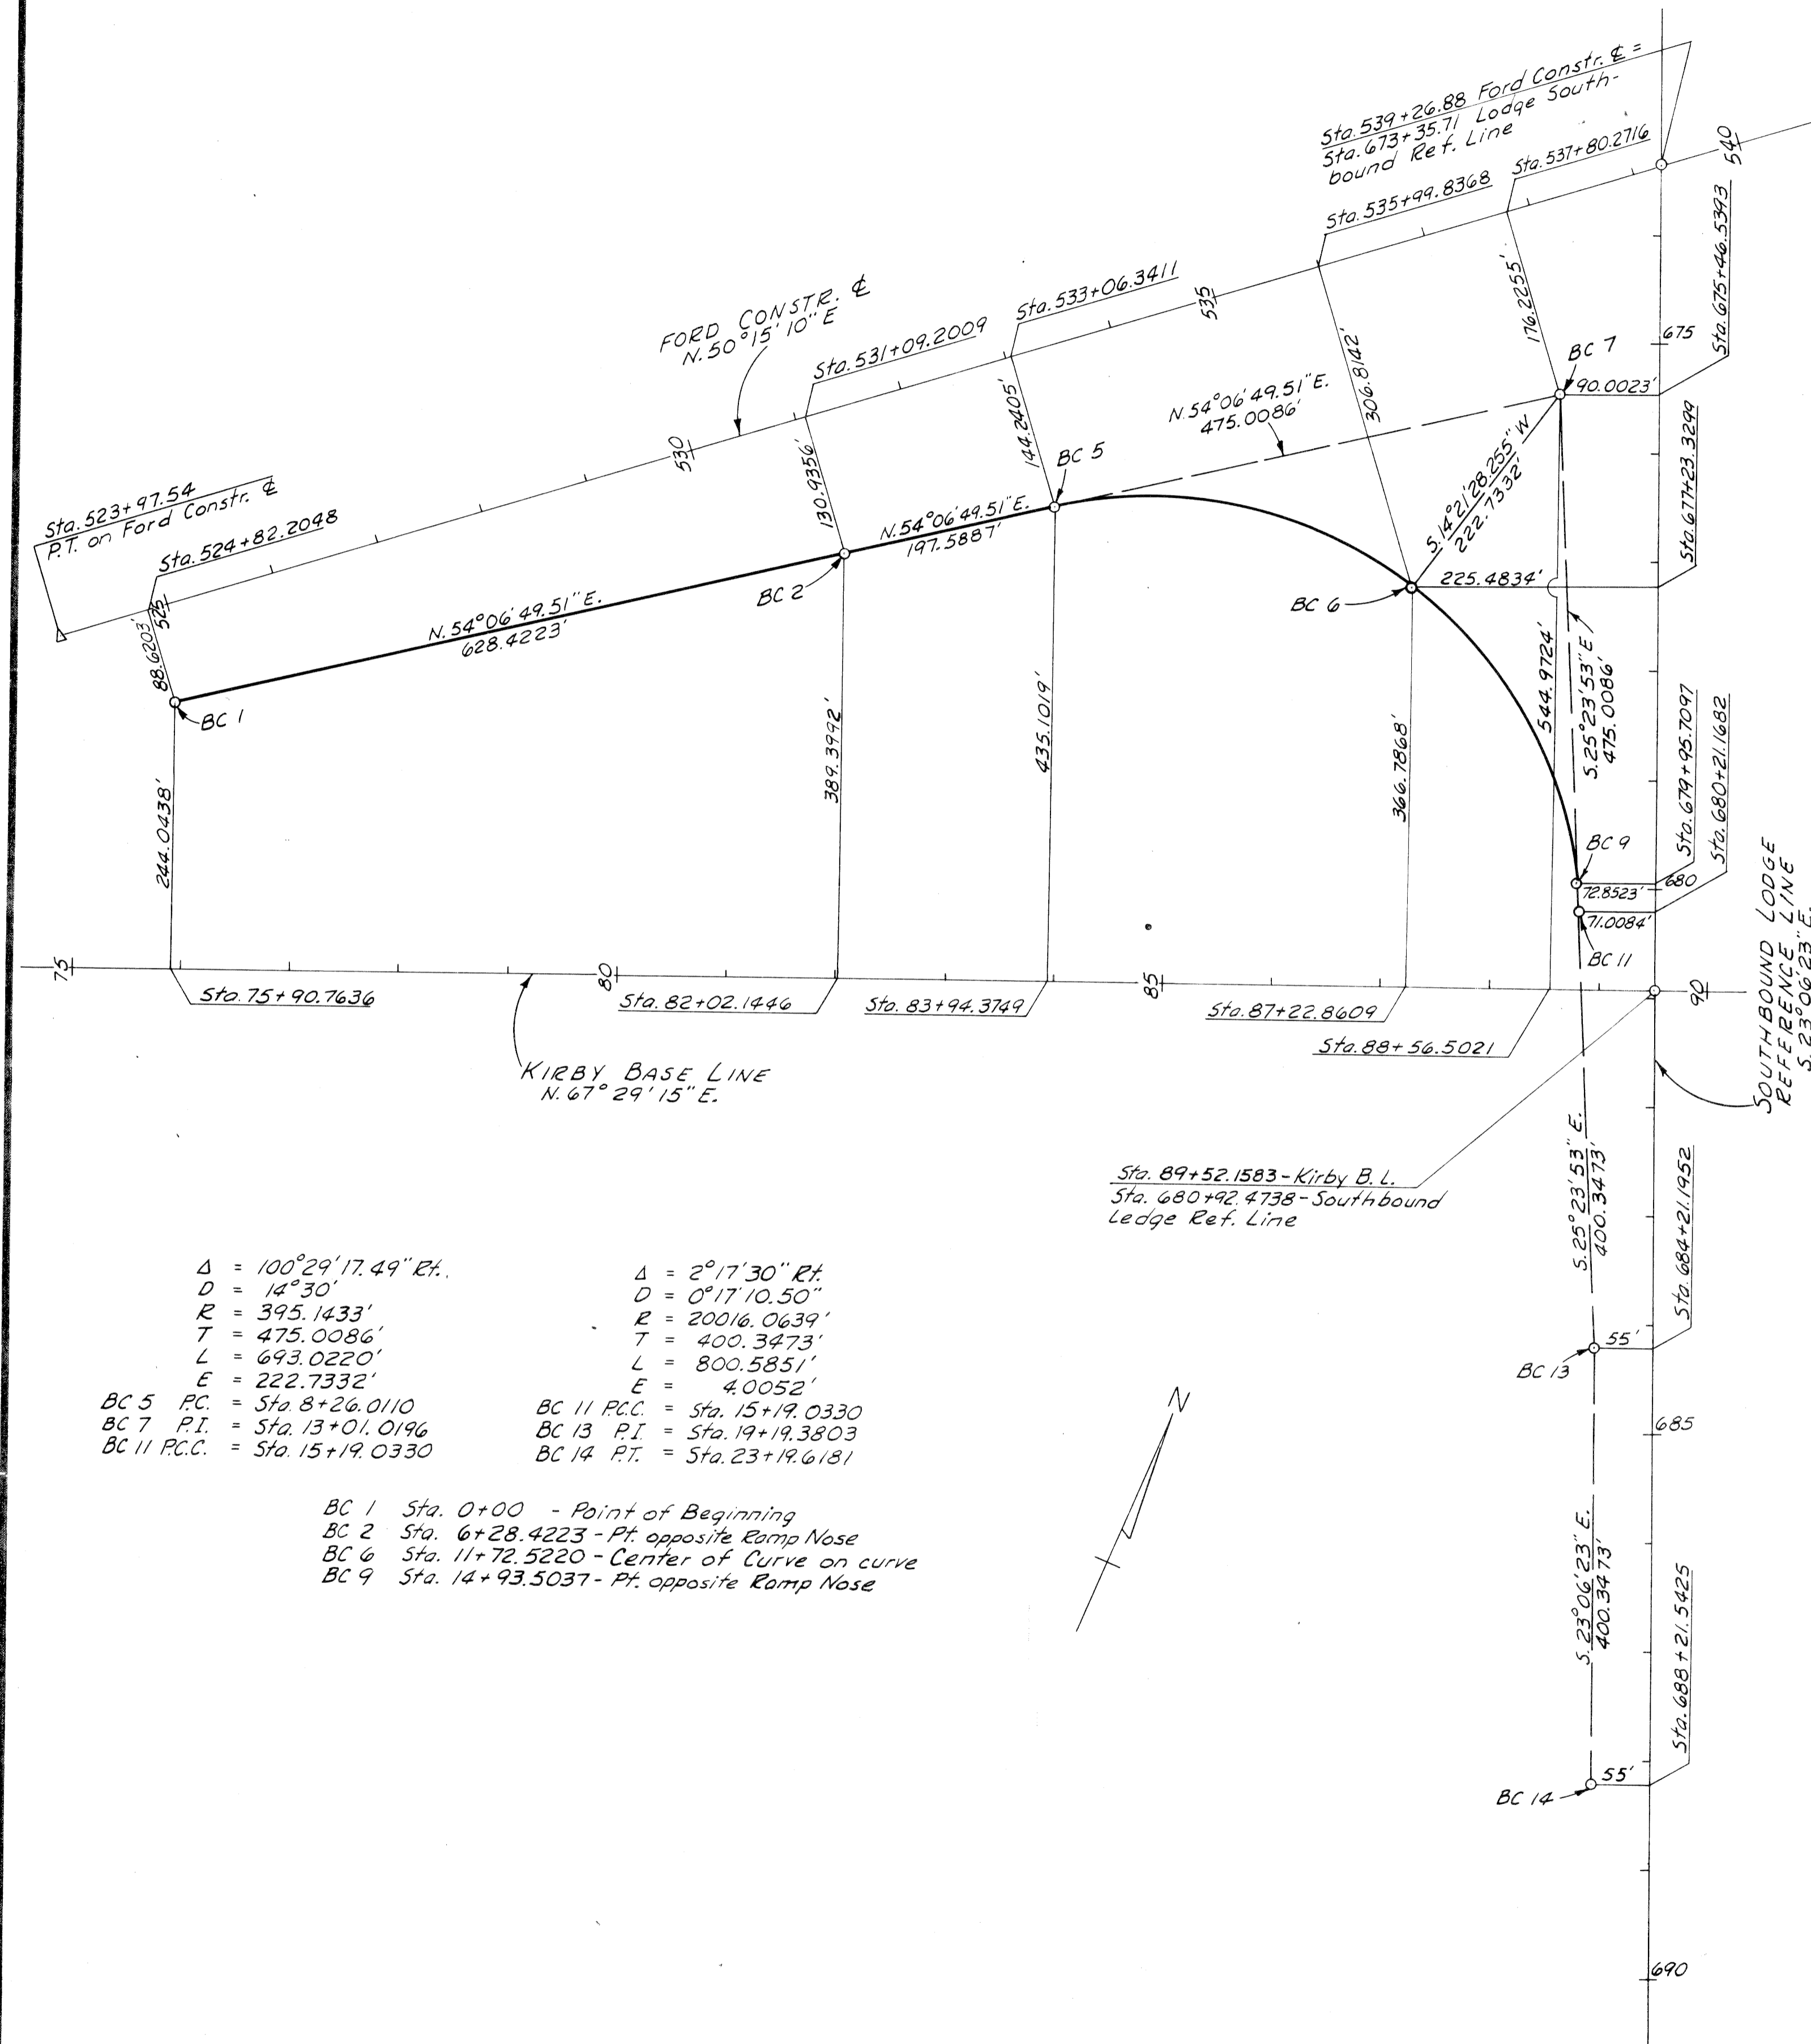 Sta. 539+26.88 Ford Constr. ℄ =
Sta. 673+35.71 Lodge South-
bound Ref. Line
Sta. 537+80.2716
540
Sta. 535+99.8368
Sta. 675+46.5393
176.2255'
675
535
Sta. 533+06.3411
FORD CONSTR. ℄
N. 50°15'10" E
Sta. 531+09.2009
306.8142'
BC 7
90.0023'
N. 54°06'49.51" E.
475.0086'
144.2405'
BC 5
530
130.9356'
Sta. 677+23.3299
S. 14°21'28.255" W
222.7332'
Sta. 523+97.54
P.T. on Ford Constr. ℄
Sta. 524+82.2048
N. 54°06'49.51" E.
197.5887'
BC 2
225.4834'
BC 6
525
88.6203'
N. 54°06'49.51" E.
628.4223'
BC 1
544.9724'
S. 25°23'53" E
475.0086'
Sta. 679+95.7097
Sta. 680+21.1682
244.0438'
389.3992'
435.1019'
366.7868'
BC 9
72.8523'
680
71.0084'
BC 11
SOUTHBOUND LODGE
REFERENCE LINE
S. 23°06'23" E.
75
80
85
90
Sta. 75+90.7636
Sta. 82+02.1446
Sta. 83+94.3749
Sta. 87+22.8609
Sta. 88+56.5021
KIRBY BASE LINE
N. 67°29'15" E.
Sta. 89+52.1583-Kirby B.L.
Sta. 680+92.4738-Southbound
Ledge Ref. Line
S. 25°23'53" E.
400.3473'
Sta. 684+21.1952
55'
BC 13
685
Δ = 100°29'17.49" Rt.
D = 14°30'
R = 395.1433'
T = 475.0086'
L = 693.0220'
E = 222.7332'
BC 5 P.C. = Sta. 8+26.0110
BC 7 P.I. = Sta. 13+01.0196
BC 11 P.C.C. = Sta. 15+19.0330
Δ = 2°17'30" Rt.
D = 0°17'10.50"
R = 20016.0639'
T = 400.3473'
L = 800.5851'
E = 4.0052'
BC 11 P.C.C. = Sta. 15+19.0330
BC 13 P.I. = Sta. 19+19.3803
BC 14 P.T. = Sta. 23+19.6181
N
BC 1 Sta. 0+00 - Point of Beginning
BC 2 Sta. 6+28.4223 - Pt. opposite Ramp Nose
BC 6 Sta. 11+72.5220 - Center of Curve on curve
BC 9 Sta. 14+93.5037 - Pt. opposite Ramp Nose
S. 23°06'23" E.
400.3473'
Sta. 688+21.5425
55'
BC 14
690